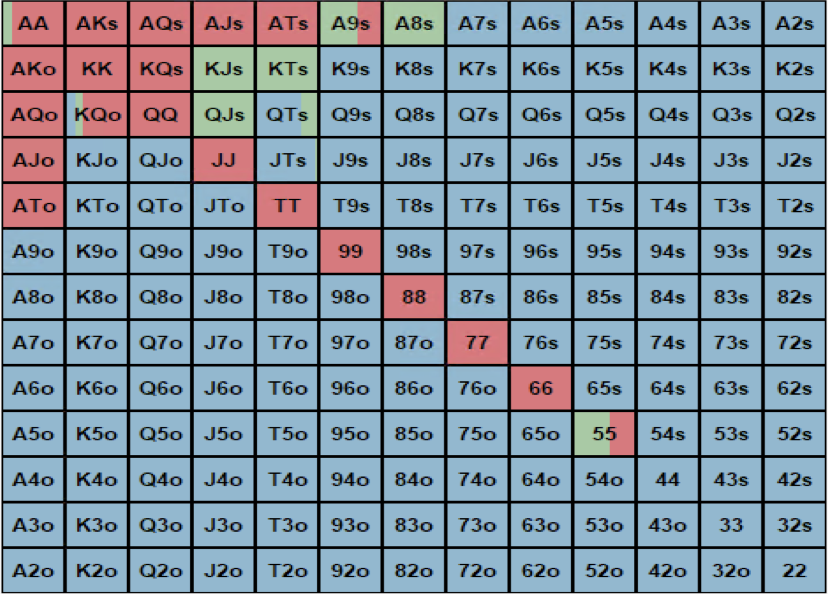 AA AKs AQs AJs ATs A9s A8s A7s A6s A5s A4s A3s A2s
AKo KK KQs KJs KTs K9s K8s K7s K6s K5s K4s K3s K2s
AQo KQo QQ QJs QTs Q9s Q8s Q7s Q6s Q5s Q4s Q3s Q2s
AJo KJo QJo JJ JTs J9s J8s J7s J6s J5s J4s J3s J2s
ATo KTo QTo JTo TT T9s T8s T7s T6s T5s T4s T3s T2s
A9o K9o Q9o J9o T9o 99 98s 97s 96s 95s 94s 93s 92s
A8o K8o Q8o J8o T8o 98o 88 87s 86s 85s 84s 83s 82s
A7o K7o Q7o J7o T7o 97o 87o 77 76s 75s 74s 73s 72s
A6o K6o Q6o J6o T6o 96o 86o 76o 66 65s 64s 63s 62s
A5o K5o Q5o J5o T5o 95o 85o 75o 65o 55 54s 53s 52s
A4o K4o Q4o J4o T4o 94o 84o 74o 64o 54o 44 43s 42s
A3o K3o Q3o J3o T3o 93o 83o 73o 63o 53o 43o 33 32s
A2o K2o Q2o J2o T2o 92o 82o 72o 62o 52o 42o 32o 22